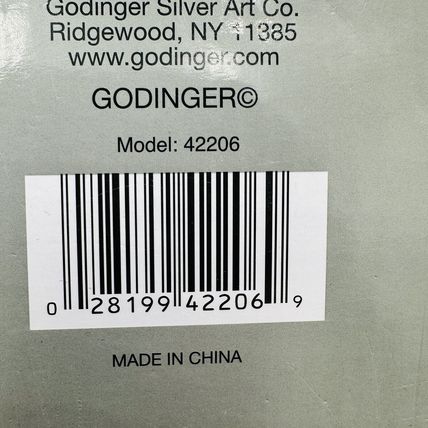 Godinger Silver Art Co.
Ridgewood, NY 11385
www.godinger.com
GODINGER©
Model: 42206
0 28199 42206 9
MADE IN CHINA